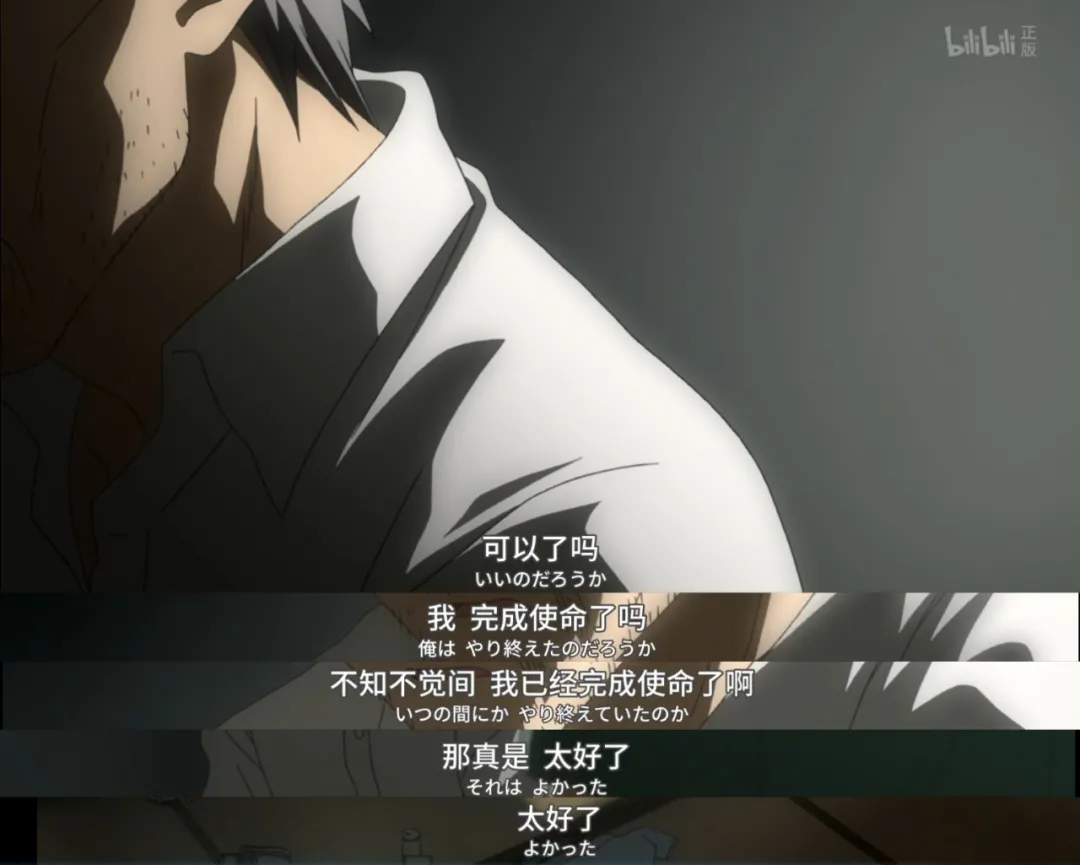 bilibili 正版
可以了吗
いいのだろうか
我 完成使命了吗
俺は やり終えたのだろうか
不知不觉间 我已经完成使命了啊
いつの間にか やり終えていたのか
那真是 太好了
それは よかった
太好了
よかった